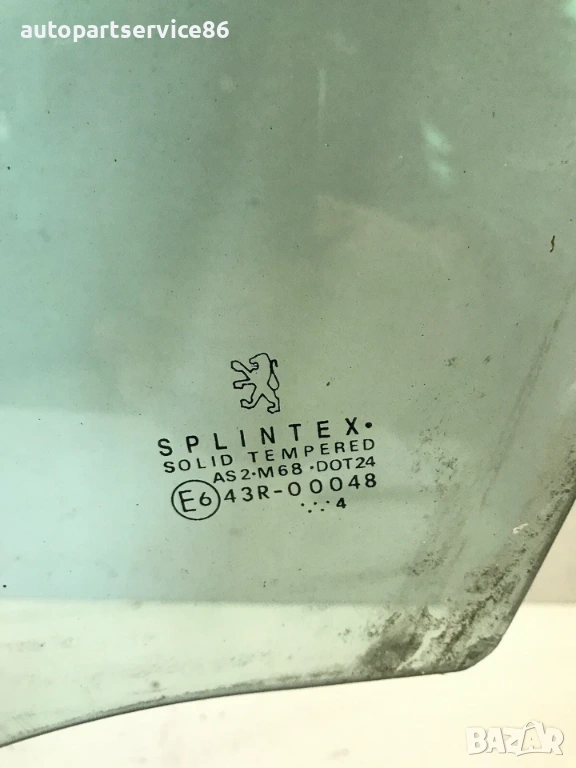 autopartservice86
SPLINTEX.
SOLID TEMPERED
AS2·M68·DOT24
E6 43R-00048
4
BAZAR